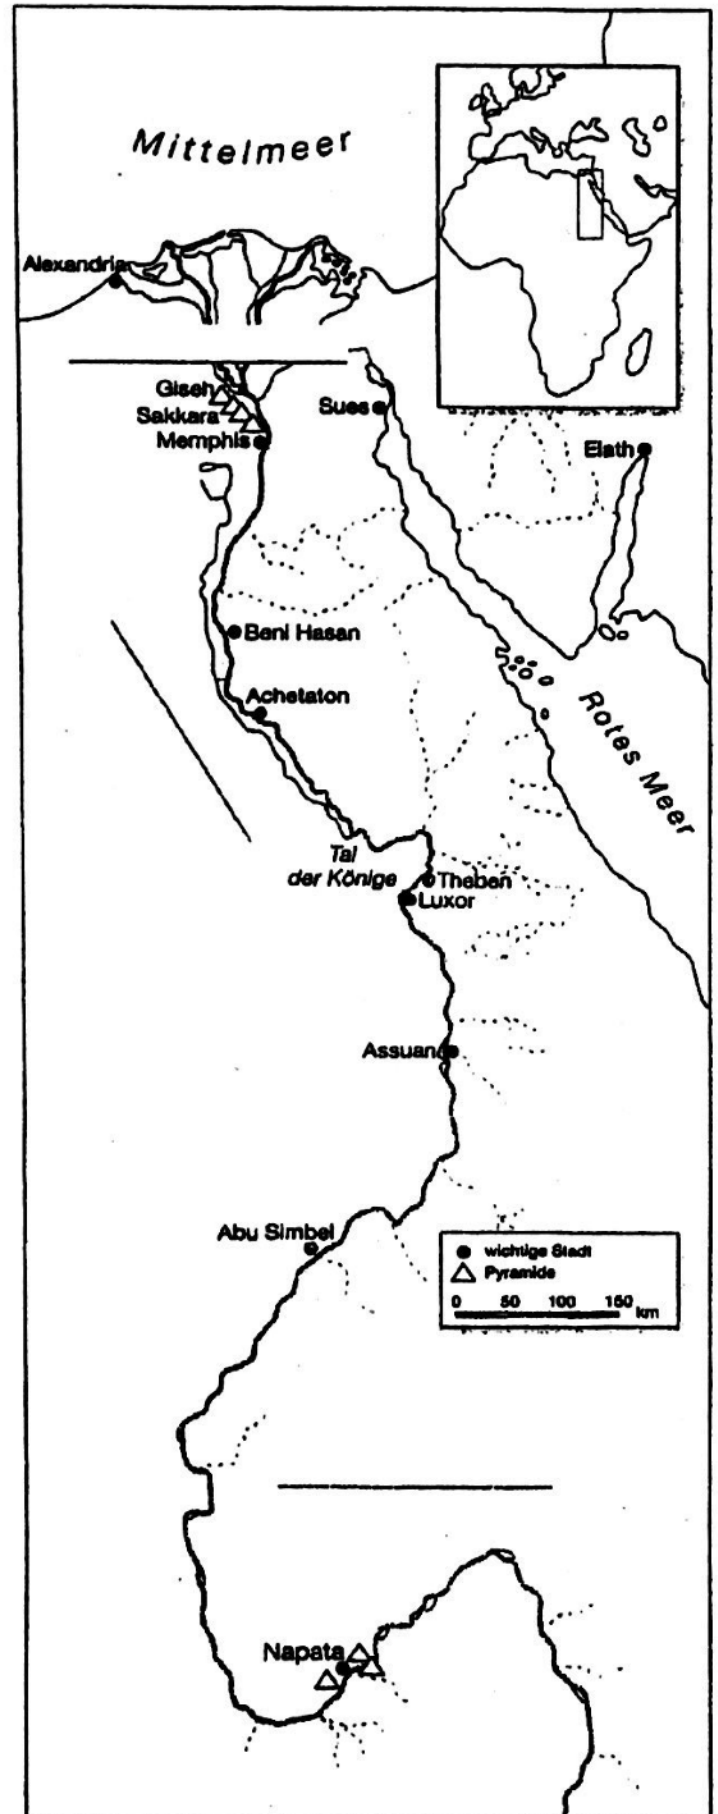 Mittelmeer
Alexandria
Giseh
Sakkara
Memphis
Sues
Elath
Beni Hasan
Achetaton
Rotes Meer
Tal
der Könige
Theben
Luxor
Assuan
Abu Simbel
wichtige Stadt
Pyramide
0 50 100 150
km
Napata